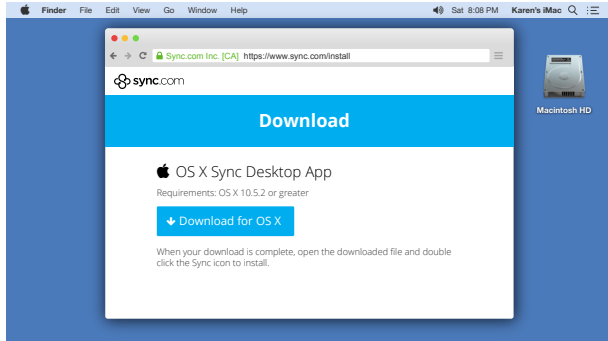 Finder File Edit View Go Window Help Sat 8:08 PM Karen's iMac
Sync.com Inc. [CA] https://www.sync.com/install
sync.com
Macintosh HD
Download
OS X Sync Desktop App
Requirements: OS X 10.5.2 or greater
Download for OS X
When your download is complete, open the downloaded file and double
click the Sync icon to install.